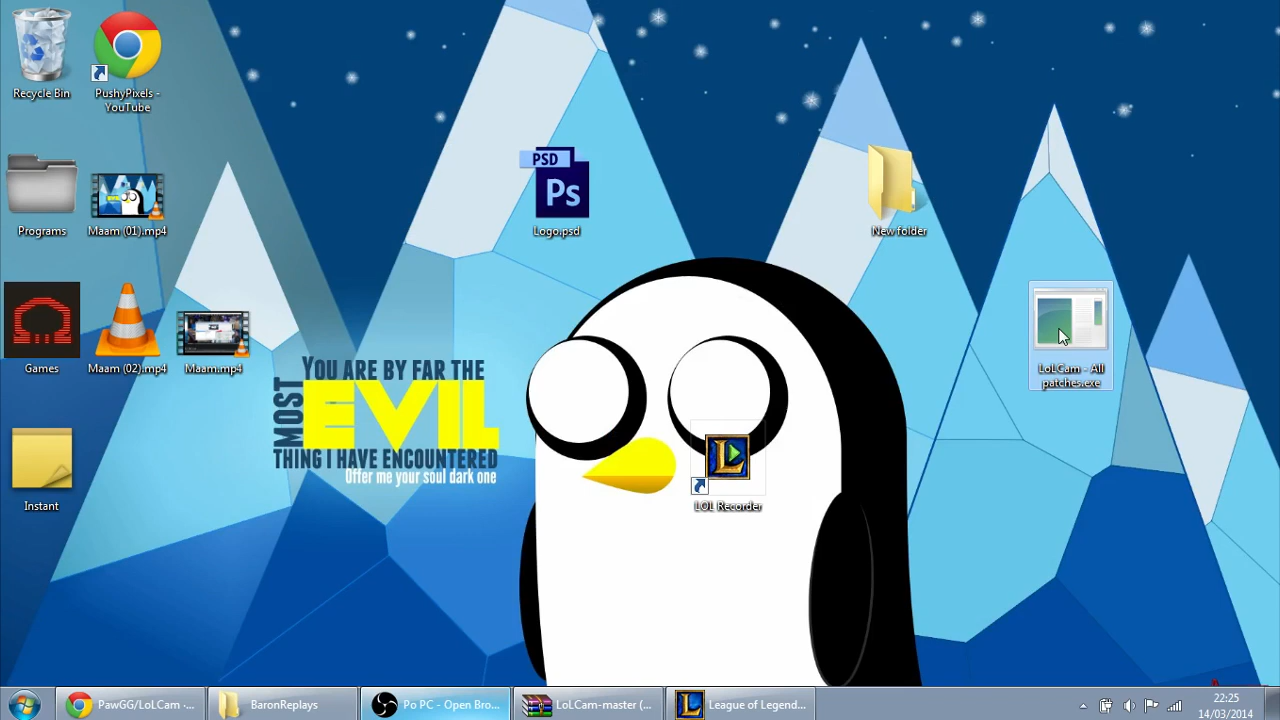 Recycle Bin
PushyPixels -
YouTube
PSD
Ps
Logo.psd
New folder
Programs
Maam (01).mp4
Games
Maam (02).mp4
Maam.mp4
LoLCam - All
patches.exe
YOU ARE BY FAR THE
MOST
EVIL
THING I HAVE ENCOUNTERED
Offer me your soul dark one
Instant
L
LOL Recorder
PawGG/LoLCam -...
BaronReplays
Po PC - Open Bro...
LoLCam-master (...
L
League of Legend...
22:25
14/03/2014